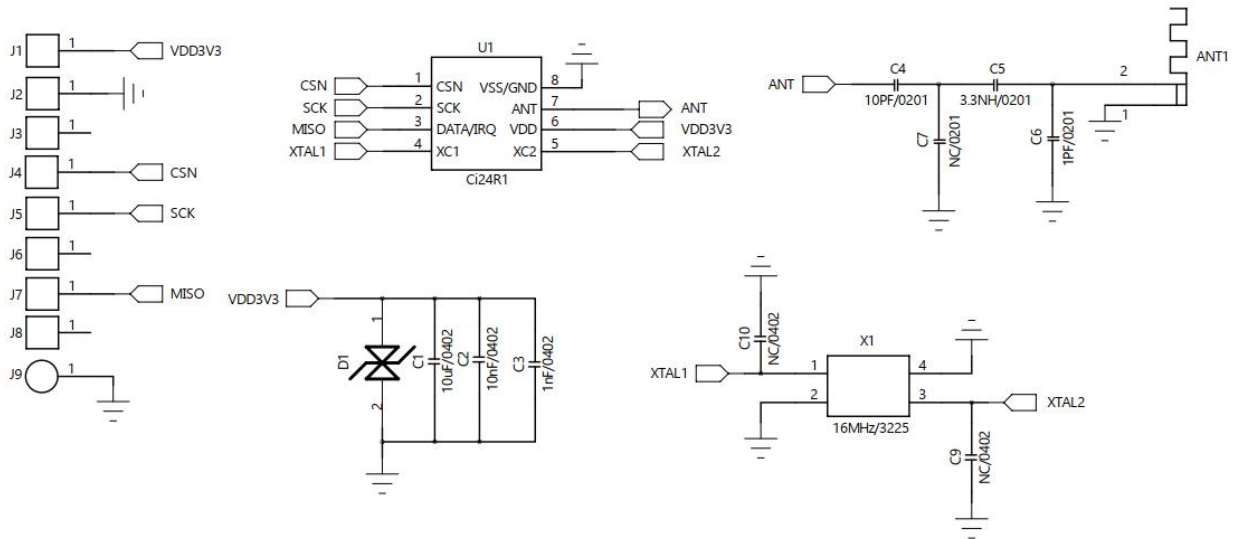 J1 1 VDD3V3
J2 1
J3 1
J4 1 CSN
J5 1 SCK
J6 1
J7 1 MISO
J8 1
J9 1
U1
CSN 1 CSN VSS/GND 8
SCK 2 SCK ANT 7 ANT
MISO 3 DATA/IRQ VDD 6 VDD3V3
XTAL1 4 XC1 XC2 5 XTAL2
Ci24R1
ANT
C4
10PF/0201
C5
3.3NH/0201
2
ANT1
1
C7
NC/0201
C6
1PF/0201
VDD3V3
1
D1
2
C1
10uF/0402
C2
10nF/0402
C3
1nF/0402
C10
NC/0402
X1
XTAL1 1 4
2 3 XTAL2
16MHz/3225
C9
NC/0402